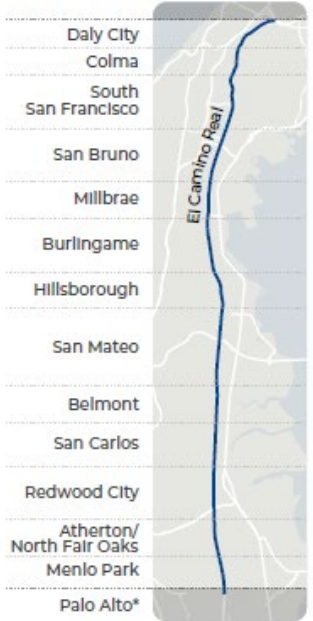 Daly City
Colma
South
San Francisco
San Bruno
Millbrae
Burlingame
Hillsborough
San Mateo
Belmont
San Carlos
Redwood City
Atherton/
North Fair Oaks
Menlo Park
Palo Alto*
El Camino Real